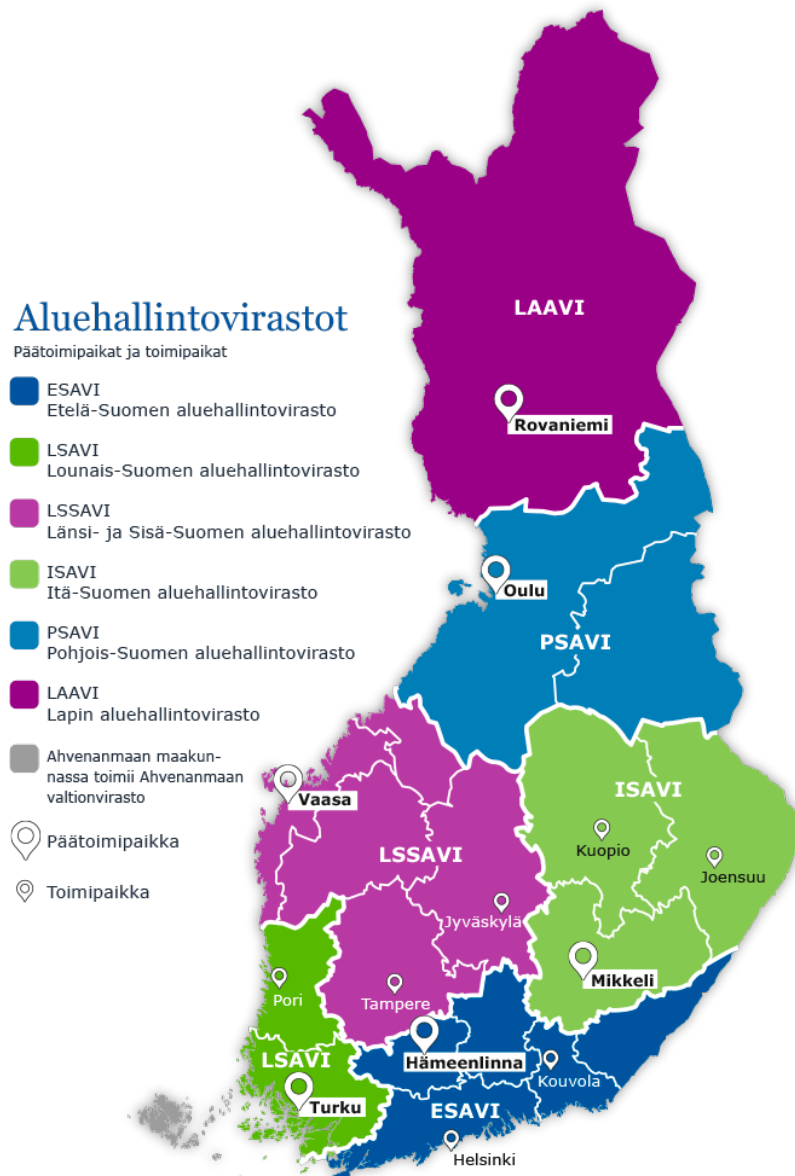 Aluehallintovirastot
Päätoimipaikat ja toimipaikat
ESAVI
Etelä-Suomen aluehallintovirasto
LSAVI
Lounais-Suomen aluehallintovirasto
LSSAVI
Länsi- ja Sisä-Suomen aluehallintovirasto
ISAVI
Itä-Suomen aluehallintovirasto
PSAVI
Pohjois-Suomen aluehallintovirasto
LAAVI
Lapin aluehallintovirasto
Ahvenanmaan maakun-
nassa toimii Ahvenanmaan
valtionvirasto
Päätoimipaikka
Toimipaikka
LAAVI
Rovaniemi
Oulu
PSAVI
Vaasa
ISAVI
Kuopio
LSSAVI
Joensuu
Jyväskylä
Mikkeli
Pori
Tampere
Hämeenlinna
LSAVI
Kouvola
Turku
ESAVI
Helsinki